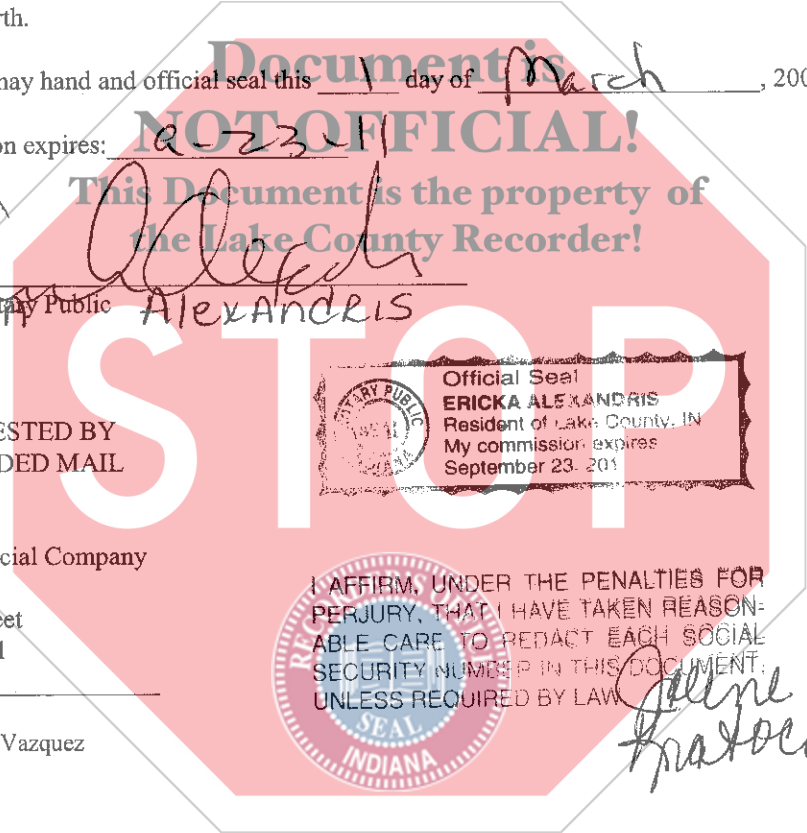 rth.
may hand and official seal this 1 day of March, 200
Document is
NOT OFFICIAL!
on expires: 9-23-11
This Document is the property of
the Lake County Recorder!
tary Public Alexandris
STOP
Official Seal
ERICKA ALEXANDRIS
Resident of Lake County, IN
My commission expires
September 23, 201
NOTARY PUBLIC
INDIANA
ESTED BY
DED MAIL
cial Company
eet
I AFFIRM, UNDER THE PENALTIES FOR
PERJURY, THAT I HAVE TAKEN REASON-
ABLE CARE TO REDACT EACH SOCIAL
SECURITY NUMBER IN THIS DOCUMENT,
UNLESS REQUIRED BY LAW
SEAL
INDIANA
Vazquez